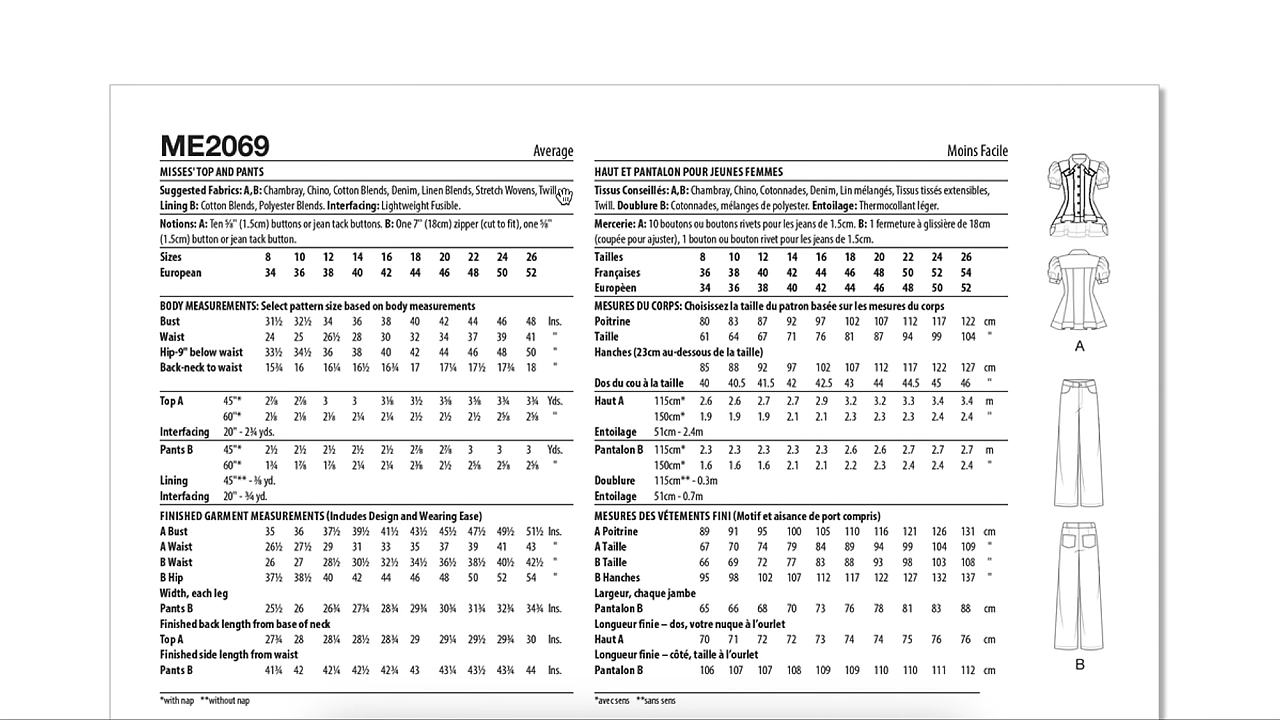 ME2069 Average
MISSES' TOP AND PANTS
Suggested Fabrics: A,B: Chambray, Chino, Cotton Blends, Denim, Linen Blends, Stretch Wovens, Twill.
Lining B: Cotton Blends, Polyester Blends. Interfacing: Lightweight Fusible.
Notions: A: Ten ⅝" (1.5cm) buttons or jean tack buttons. B: One 7" (18cm) zipper (cut to fit), one ⅝"
(1.5cm) button or jean tack button.
Sizes 8 10 12 14 16 18 20 22 24 26
European 34 36 38 40 42 44 46 48 50 52
BODY MEASUREMENTS: Select pattern size based on body measurements
Bust 31½ 32½ 34 36 38 40 42 44 46 48 Ins.
Waist 24 25 26½ 28 30 32 34 37 39 41 "
Hip-9" below waist 33½ 34½ 36 38 40 42 44 46 48 50 "
Back-neck to waist 15¾ 16 16¼ 16½ 16¾ 17 17¼ 17½ 17¾ 18 "
Top A 45"* 2⅞ 2⅞ 3 3 3⅛ 3½ 3⅝ 3⅝ 3¾ 3¾ Yds.
60"* 2⅛ 2⅛ 2⅛ 2¼ 2¼ 2½ 2½ 2½ 2⅝ 2⅝ "
Interfacing 20" - 2¾ yds.
Pants B 45"* 2½ 2½ 2½ 2½ 2½ 2⅞ 2⅞ 3 3 3 Yds.
60"* 1¾ 1⅞ 1⅞ 2¼ 2¼ 2⅜ 2½ 2⅝ 2⅝ 2⅝ "
Lining 45"** - ⅜ yd.
Interfacing 20" - ¾ yd.
FINISHED GARMENT MEASUREMENTS (Includes Design and Wearing Ease)
A Bust 35 36 37½ 39½ 41½ 43½ 45½ 47½ 49½ 51½ Ins.
A Waist 26½ 27½ 29 31 33 35 37 39 41 43 "
B Waist 26 27 28½ 30½ 32½ 34½ 36½ 38½ 40½ 42½ "
B Hip 37½ 38½ 40 42 44 46 48 50 52 54 "
Width, each leg
Pants B 25½ 26 26¾ 27¾ 28¾ 29¾ 30¾ 31¾ 32¾ 34¾ Ins.
Finished back length from base of neck
Top A 27¾ 28 28¼ 28½ 28¾ 29 29¼ 29½ 29¾ 30 Ins.
Finished side length from waist
Pants B 41¾ 42 42¼ 42½ 42¾ 43 43¼ 43½ 43¾ 44 Ins.
*with nap **without nap
Moins Facile
HAUT ET PANTALON POUR JEUNES FEMMES
Tissus Conseillés: A,B: Chambray, Chino, Cotonnades, Denim, Lin mélangés, Tissus tissés extensibles,
Twill. Doublure B: Cotonnades, mélanges de polyester. Entoilage: Thermocollant léger.
Mercerie: A: 10 boutons ou boutons rivets pour les jeans de 1.5cm. B: 1 fermeture à glissière de 18cm
(coupée pour ajuster), 1 bouton ou bouton rivet pour les jeans de 1.5cm.
Tailles 8 10 12 14 16 18 20 22 24 26
Françaises 36 38 40 42 44 46 48 50 52 54
Europèen 34 36 38 40 42 44 46 48 50 52
MESURES DU CORPS: Choisissez la taille du patron basée sur les mesures du corps
Poitrine 80 83 87 92 97 102 107 112 117 122 cm
Taille 61 64 67 71 76 81 87 94 99 104 "
Hanches (23cm au-dessous de la taille)
85 88 92 97 102 107 112 117 122 127 cm
Dos du cou à la taille 40 40.5 41.5 42 42.5 43 44 44.5 45 46 "
Haut A 115cm* 2.6 2.6 2.7 2.7 2.9 3.2 3.2 3.3 3.4 3.4 m
150cm* 1.9 1.9 1.9 2.1 2.1 2.3 2.3 2.3 2.4 2.4 "
Entoilage 51cm - 2.4m
Pantalon B 115cm* 2.3 2.3 2.3 2.3 2.3 2.6 2.6 2.7 2.7 2.7 m
150cm* 1.6 1.6 1.6 2.1 2.1 2.2 2.3 2.4 2.4 2.4 "
Doublure 115cm** - 0.3m
Entoilage 51cm - 0.7m
MESURES DES VÉTEMENTS FINI (Motif et aisance de port compris)
A Poitrine 89 91 95 100 105 110 116 121 126 131 cm
A Taille 67 70 74 79 84 89 94 99 104 109 "
B Taille 66 69 72 77 83 88 93 98 103 108 "
B Hanches 95 98 102 107 112 117 122 127 132 137 "
Largeur, chaque jambe
Pantalon B 65 66 68 70 73 76 78 81 83 88 cm
Longueur finie – dos, votre nuque à l'ourlet
Haut A 70 71 72 72 73 74 74 75 76 76 cm
Longueur finie – côté, taille à l'ourlet
Pantalon B 106 107 107 108 109 109 110 110 111 112 cm
*avec sens **sans sens
A
B